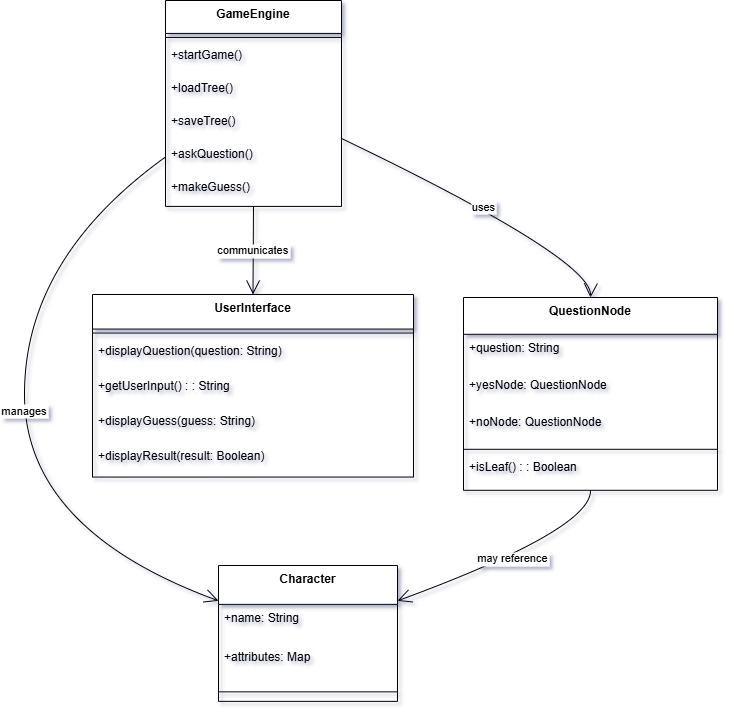 GameEngine
+startGame()
+loadTree()
+saveTree()
+askQuestion()
+makeGuess()
uses
communicates
UserInterface
+displayQuestion(question: String)
+getUserInput() : : String
+displayGuess(guess: String)
+displayResult(result: Boolean)
QuestionNode
+question: String
+yesNode: QuestionNode
+noNode: QuestionNode
+isLeaf() : : Boolean
manages
may reference
Character
+name: String
+attributes: Map